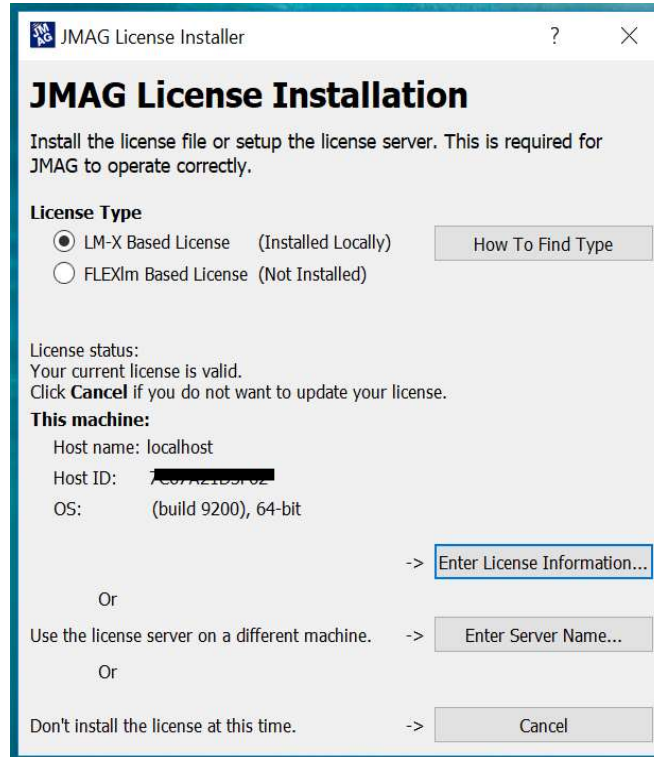 JMAG License Installer ? ×
JMAG License Installation
Install the license file or setup the license server. This is required for
JMAG to operate correctly.
License Type
LM-X Based License (Installed Locally) How To Find Type
FLEXlm Based License (Not Installed)
License status:
Your current license is valid.
Click Cancel if you do not want to update your license.
This machine:
Host name: localhost
Host ID:
OS: (build 9200), 64-bit
-> Enter License Information...
Or
Use the license server on a different machine. -> Enter Server Name...
Or
Don't install the license at this time. -> Cancel